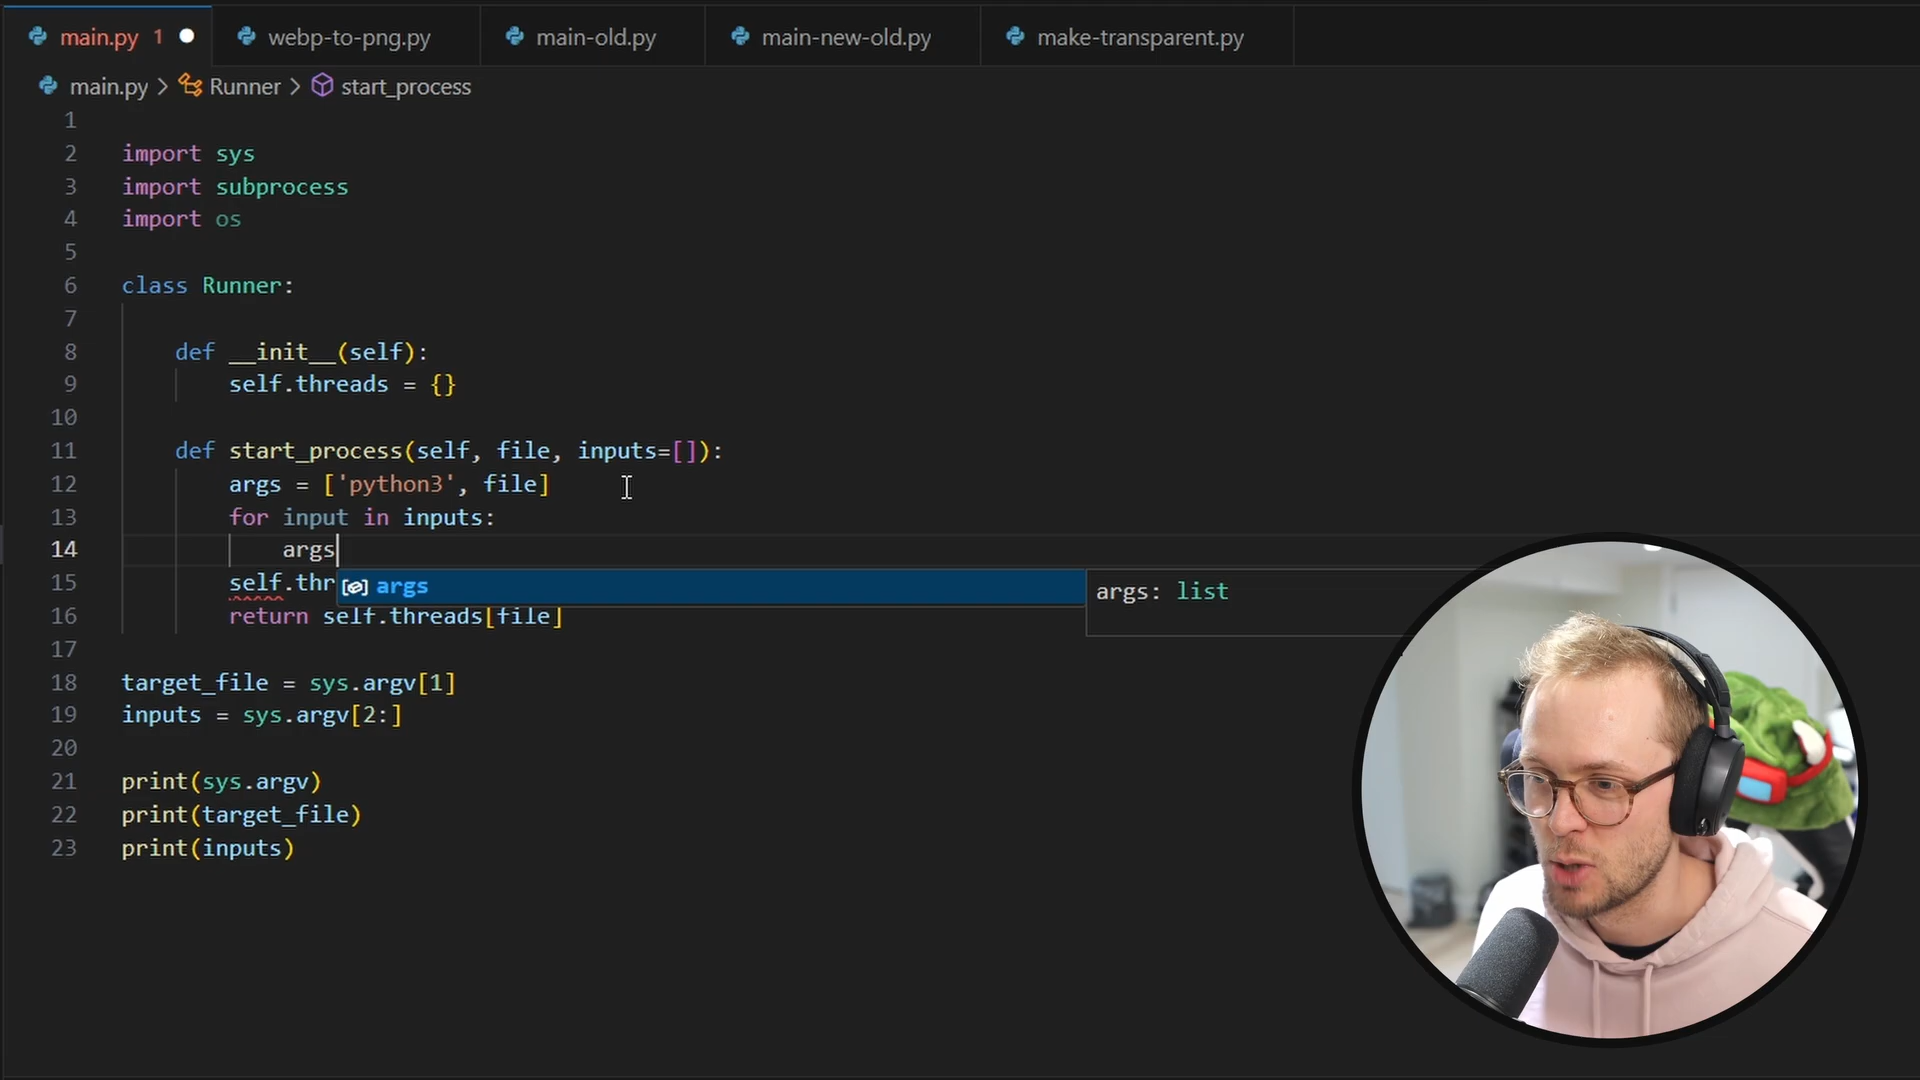 main.py 1 webp-to-png.py main-old.py main-new-old.py make-transparent.py
main.py > Runner > start_process
1
2 import sys
3 import subprocess
4 import os
5
6 class Runner:
7
8 def __init__(self):
9 self.threads = {}
10
11 def start_process(self, file, inputs=[]):
12 args = ['python3', file]
13 for input in inputs:
14 args
15 self.thr args args: list
16 return self.threads[file]
17
18 target_file = sys.argv[1]
19 inputs = sys.argv[2:]
20
21 print(sys.argv)
22 print(target_file)
23 print(inputs)